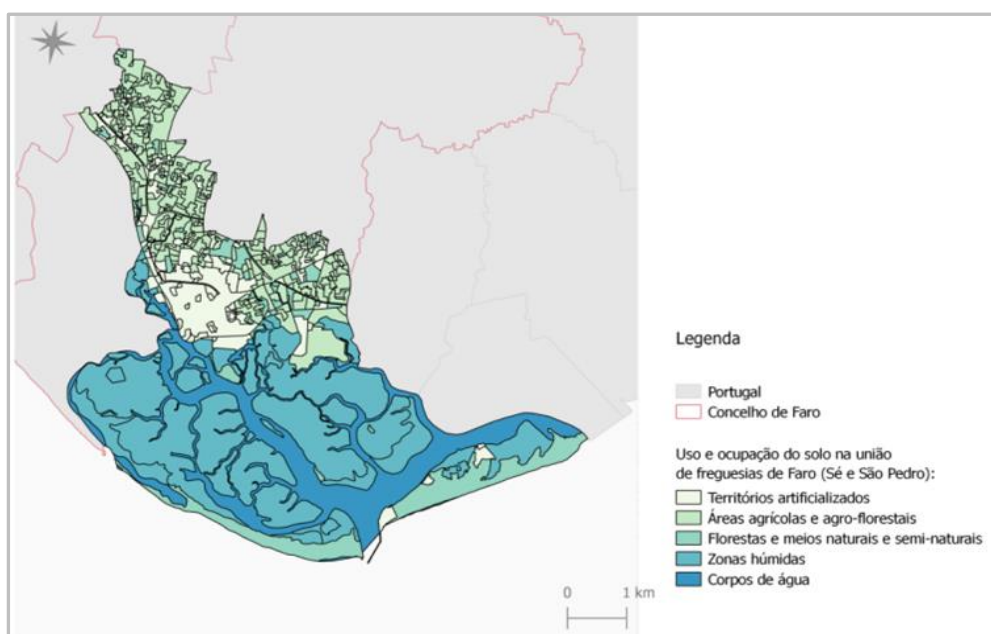 Legenda
Portugal
Concelho de Faro
Uso e ocupação do solo na união
de freguesias de Faro (Sé e São Pedro):
Territórios artificializados
Áreas agrícolas e agro-florestais
Florestas e meios naturais e semi-naturais
Zonas húmidas
Corpos de água
0 1 km